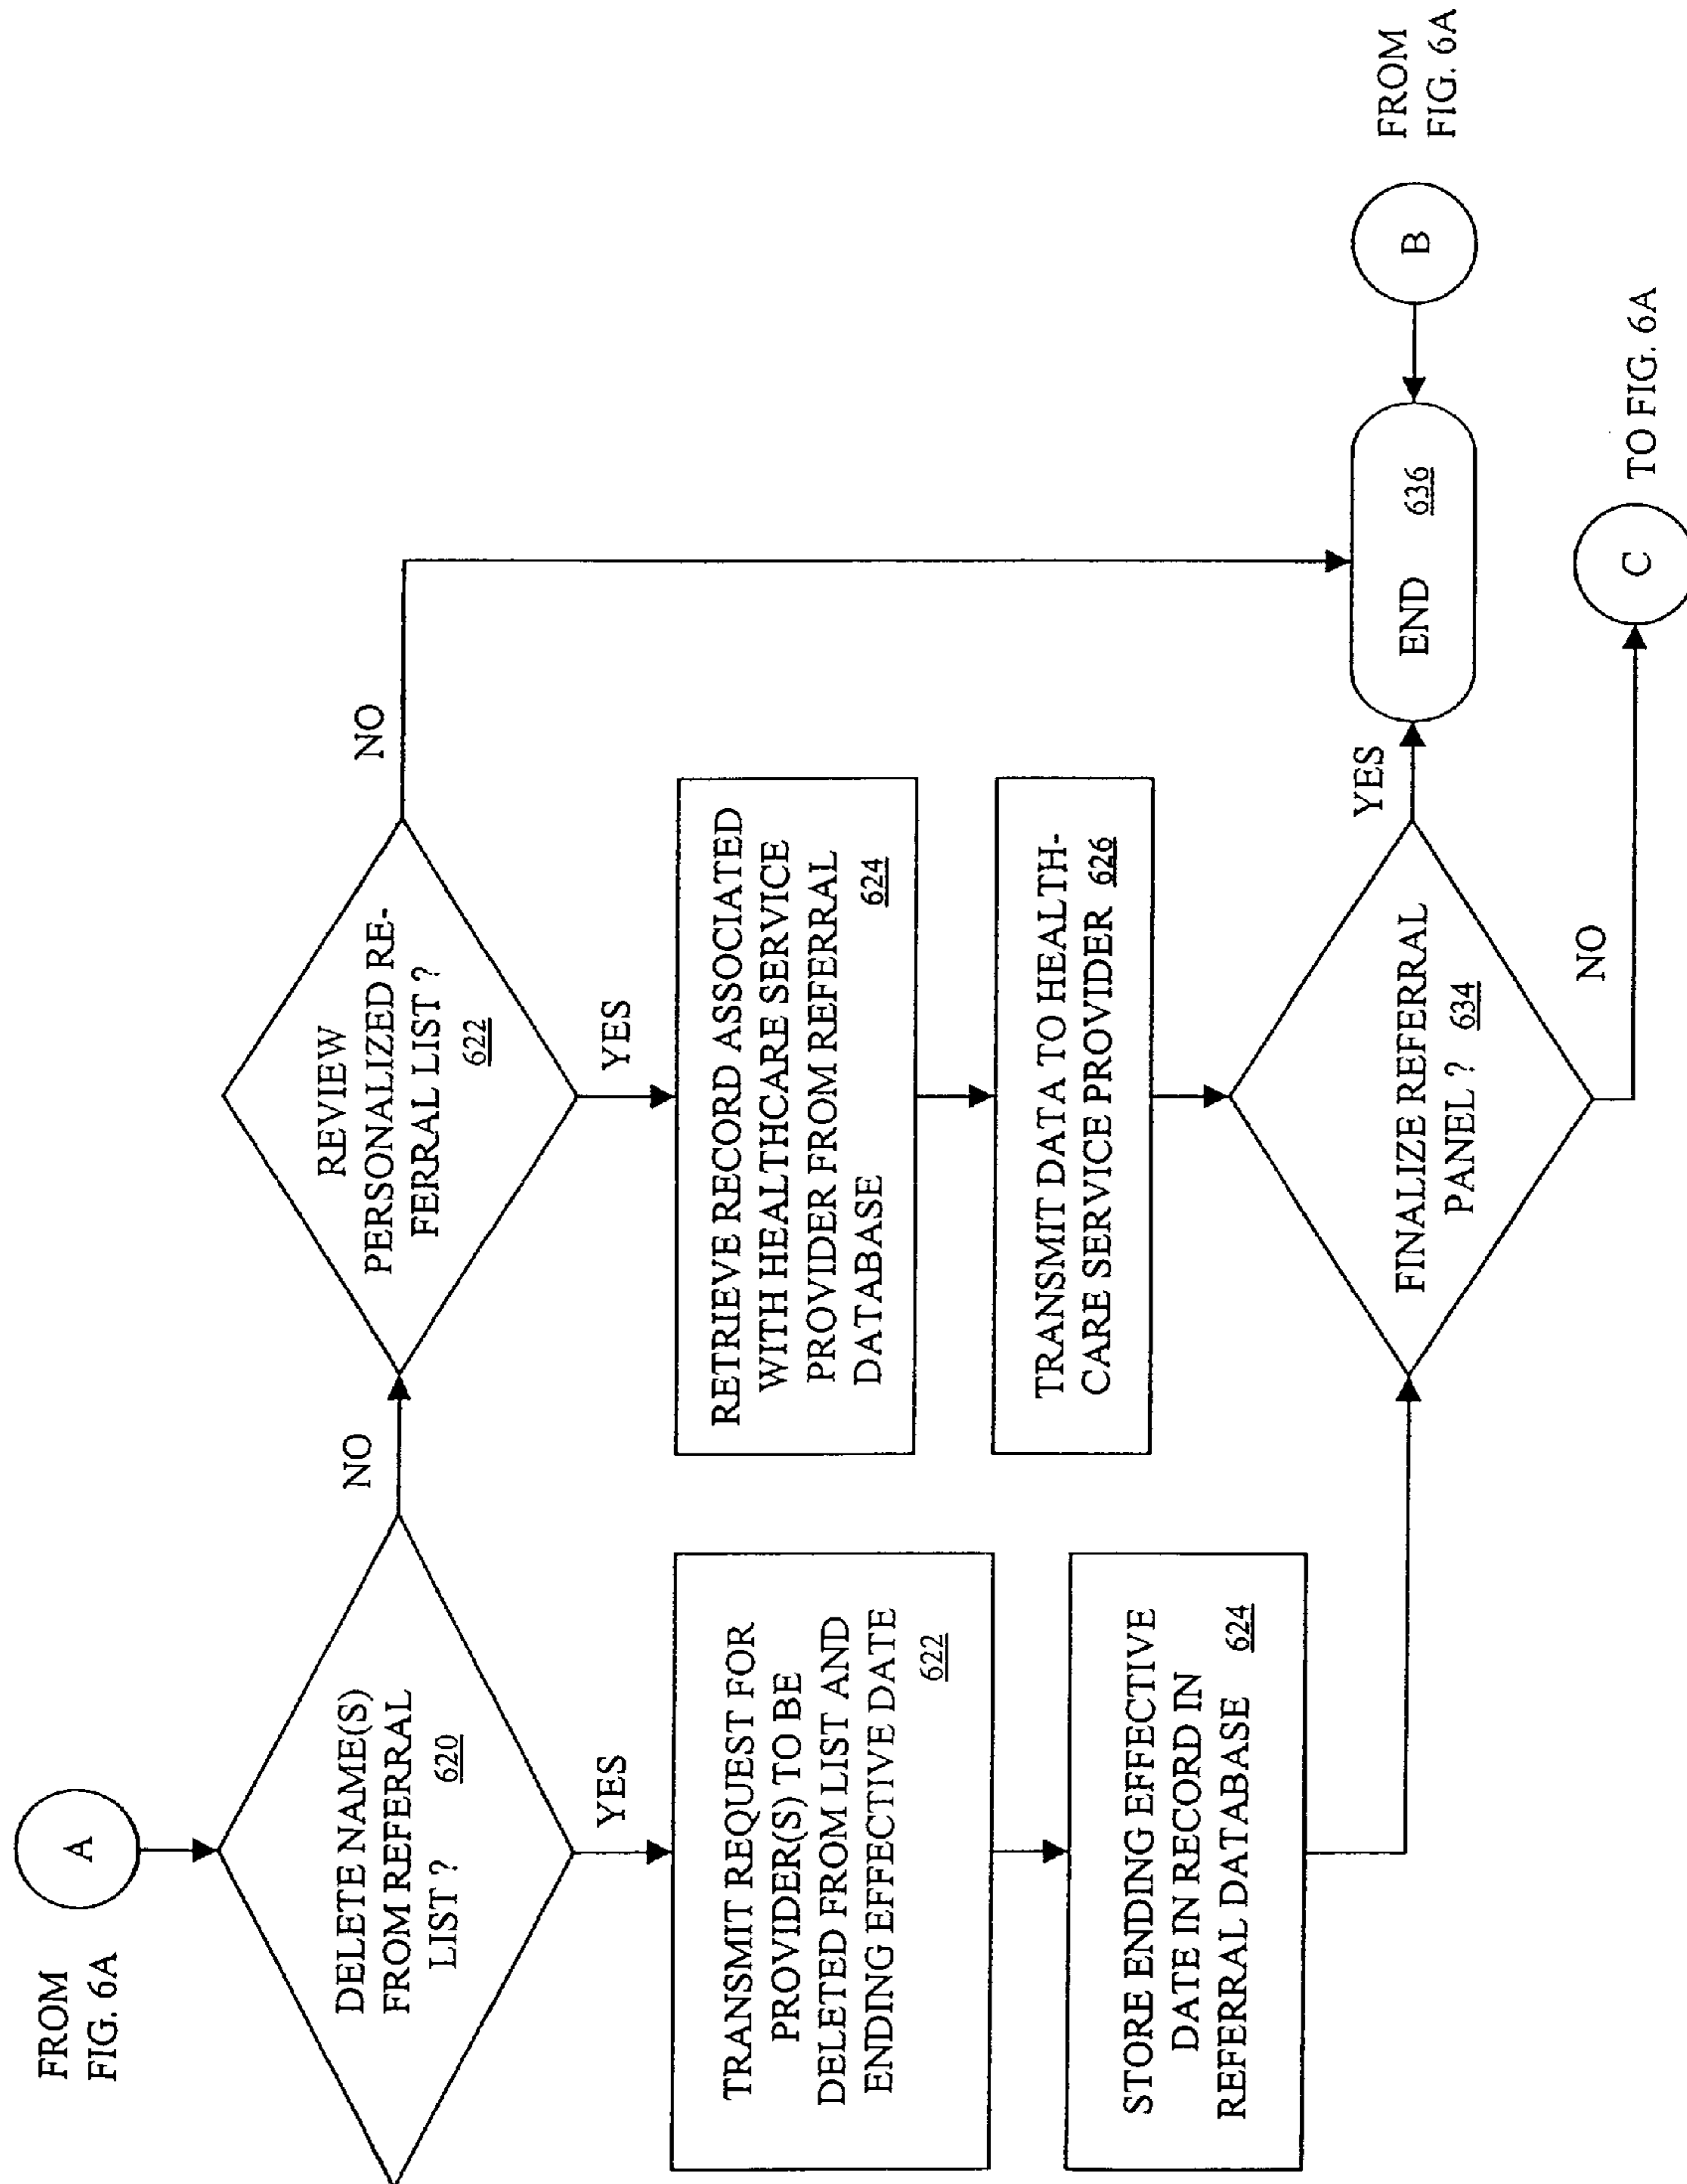 FROM
FIG. 6A
A
DELETE NAME(S)
FROM REFERRAL
LIST ? 620
NO
YES
TRANSMIT REQUEST FOR
PROVIDER(S) TO BE
DELETED FROM LIST AND
ENDING EFFECTIVE DATE
622
STORE ENDING EFFECTIVE
DATE IN RECORD IN
REFERRAL DATABASE 624
REVIEW
PERSONALIZED RE-
FERRAL LIST ?
622
NO
YES
RETRIEVE RECORD ASSOCIATED
WITH HEALTHCARE SERVICE
PROVIDER FROM REFERRAL
DATABASE 624
TRANSMIT DATA TO HEALTH-
CARE SERVICE PROVIDER 626
FINALIZE REFERRAL
PANEL ? 634
YES
NO
END 636
B
FROM
FIG. 6A
C
TO FIG. 6A